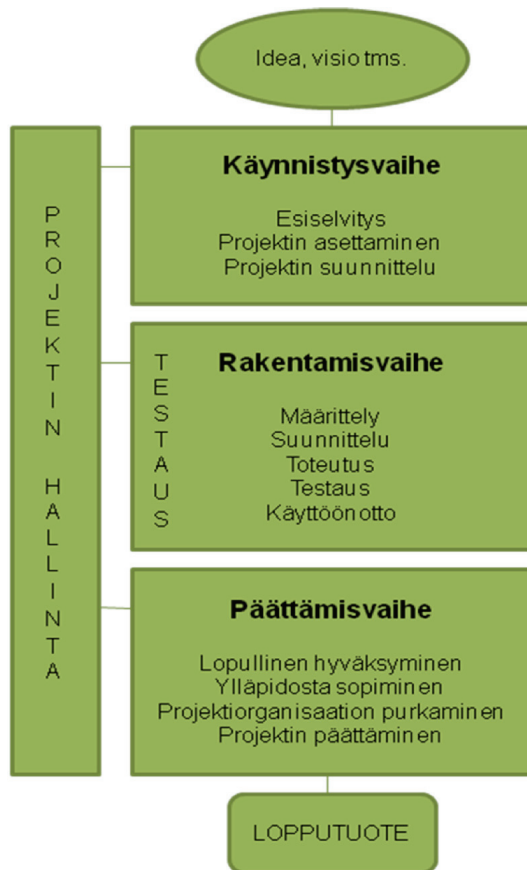 Idea, visio tms.
PROJEKTIN HALLINTA
Käynnistysvaihe
Esiselvitys
Projektin asettaminen
Projektin suunnittelu
TESTAUS
Rakentamisvaihe
Määrittely
Suunnittelu
Toteutus
Testaus
Käyttöönotto
Päättämisvaihe
Lopullinen hyväksyminen
Ylläpidosta sopiminen
Projektiorganisaation purkaminen
Projektin päättäminen
LOPPUTUOTE